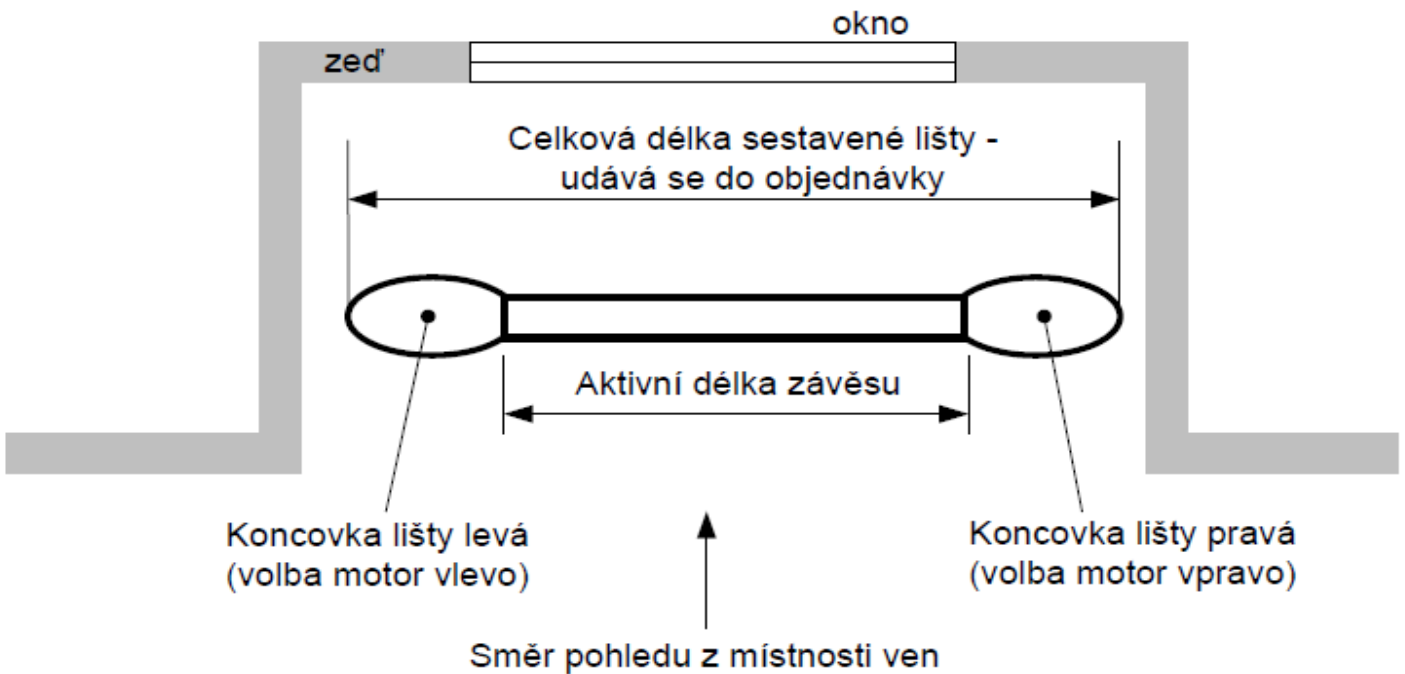 okno
zeď
Celková délka sestavené lišty -
udává se do objednávky
Aktivní délka závěsu
Koncovka lišty levá
(volba motor vlevo)
Koncovka lišty pravá
(volba motor vpravo)
Směr pohledu z místnosti ven